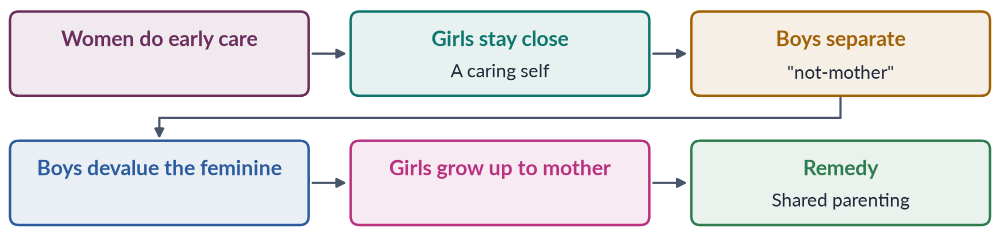 Women do early care
Girls stay close
A caring self
Boys separate
"not-mother"
Boys devalue the feminine
Girls grow up to mother
Remedy
Shared parenting